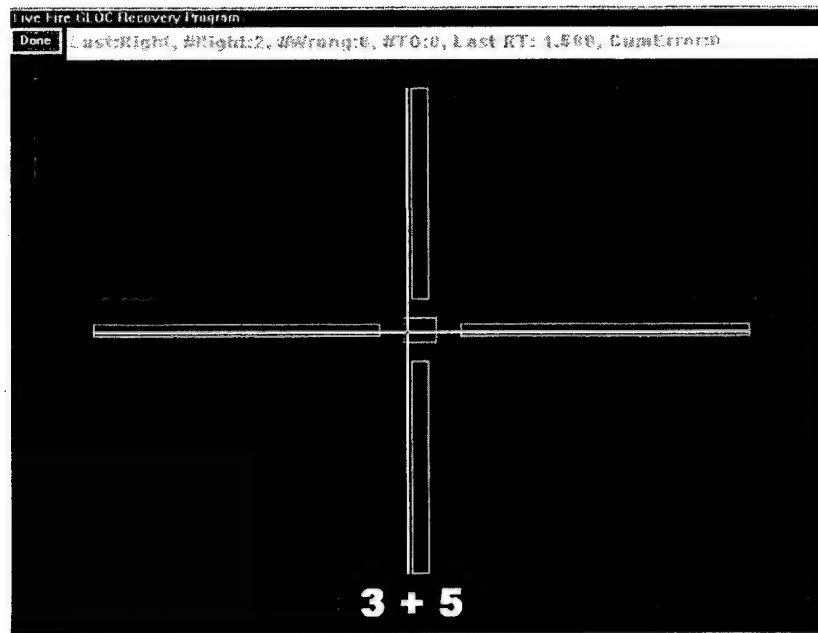 Live Fire GLOC Recovery Program
Done
Last:Right, #Right:2, #Wrong:0, #TO:0, Last RT: 1.500, CumError:0
3 + 5